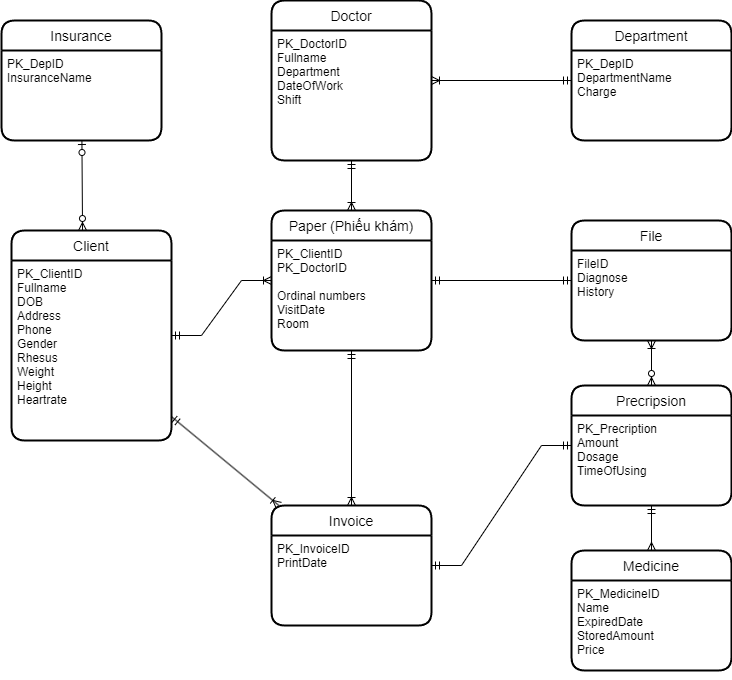 Insurance
PK_DepID
InsuranceName
Doctor
PK_DoctorID
Fullname
Department
DateOfWork
Shift
Department
PK_DepID
DepartmentName
Charge
Client
PK_ClientID
Fullname
DOB
Address
Phone
Gender
Rhesus
Weight
Height
Heartrate
Paper (Phiếu khám)
PK_ClientID
PK_DoctorID
Ordinal numbers
VisitDate
Room
File
FileID
Diagnose
History
Precripsion
PK_Precription
Amount
Dosage
TimeOfUsing
Invoice
PK_InvoiceID
PrintDate
Medicine
PK_MedicineID
Name
ExpiredDate
StoredAmount
Price